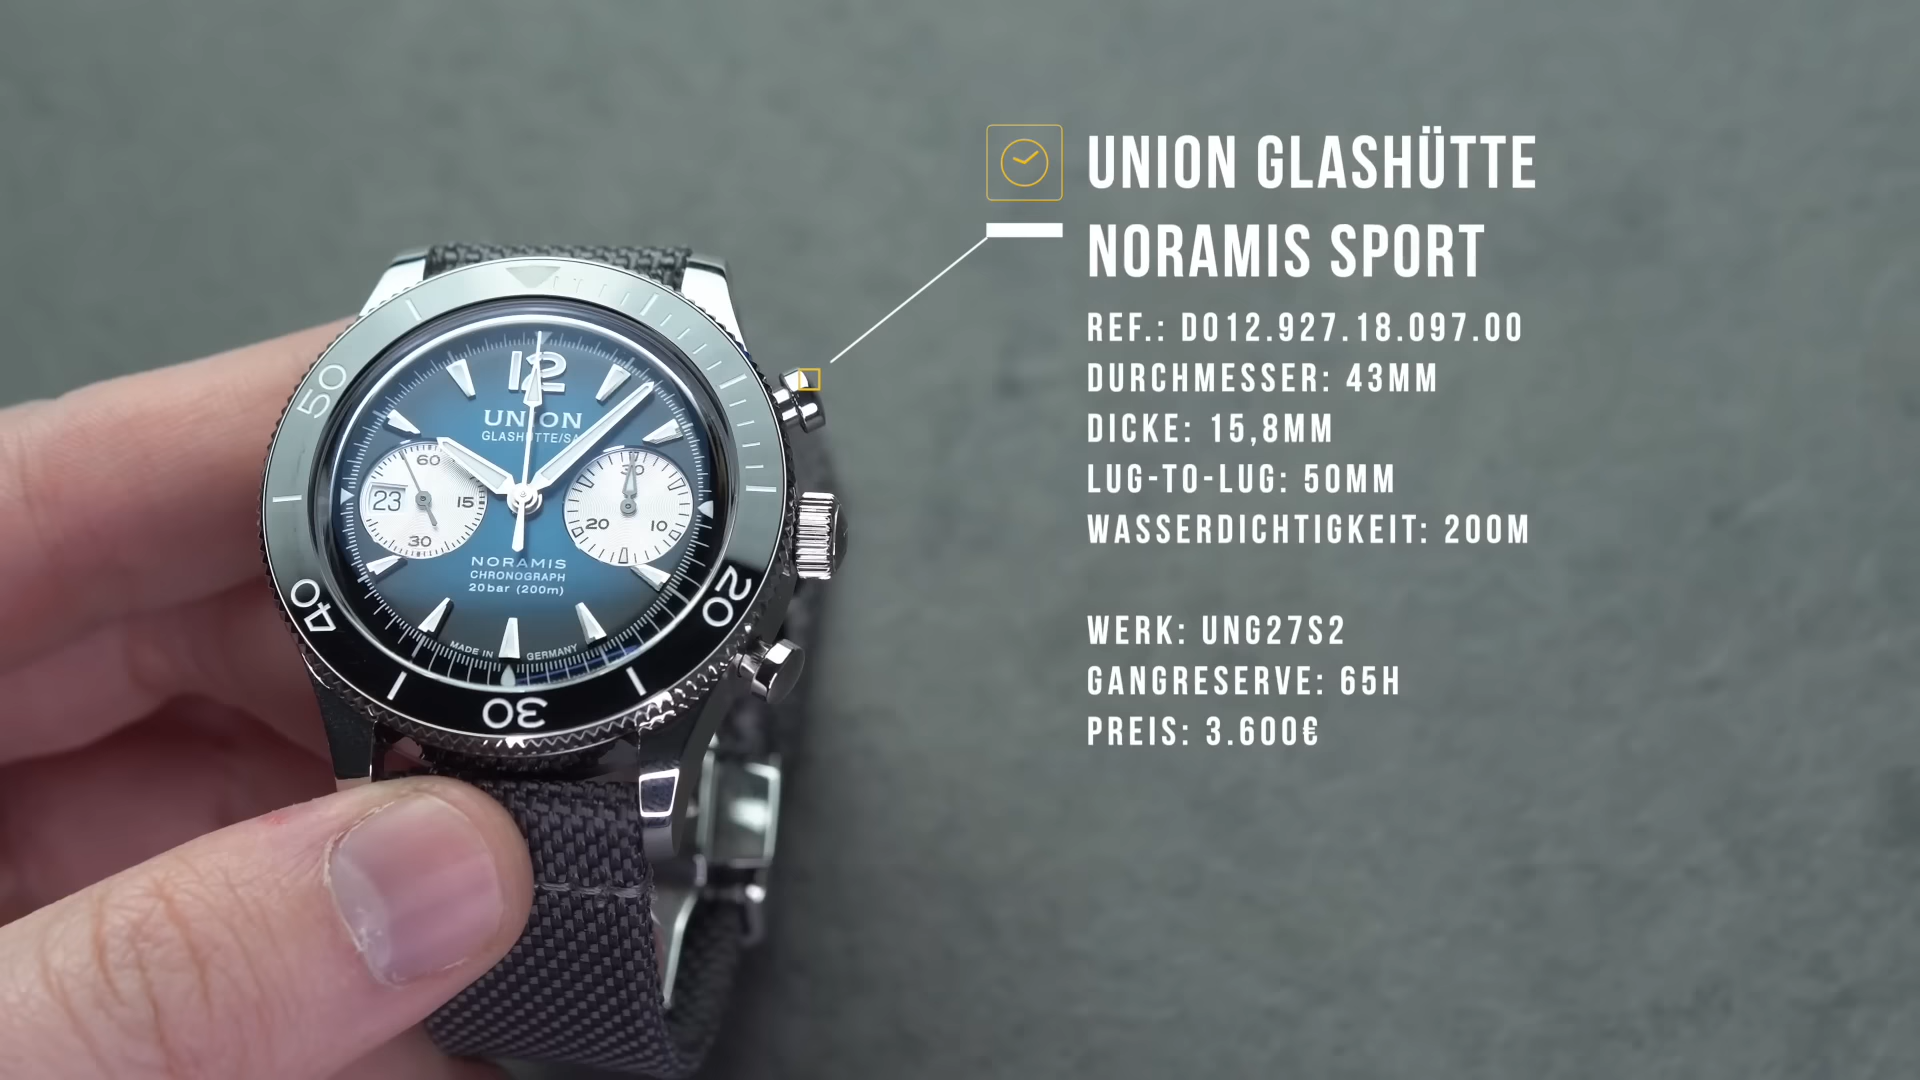 UNION GLASHÜTTE
NORAMIS SPORT
REF.: D012.927.18.097.00
DURCHMESSER: 43MM
DICKE: 15,8MM
LUG-TO-LUG: 50MM
WASSERDICHTIGKEIT: 200M
WERK: UNG27S2
GANGRESERVE: 65H
PREIS: 3.600€
50
40
30
20
12
UNION
GLASHÜTTE/SA
60
15
30
23
30
10
20
NORAMIS
CHRONOGRAPH
20bar (200m)
MADE IN GERMANY